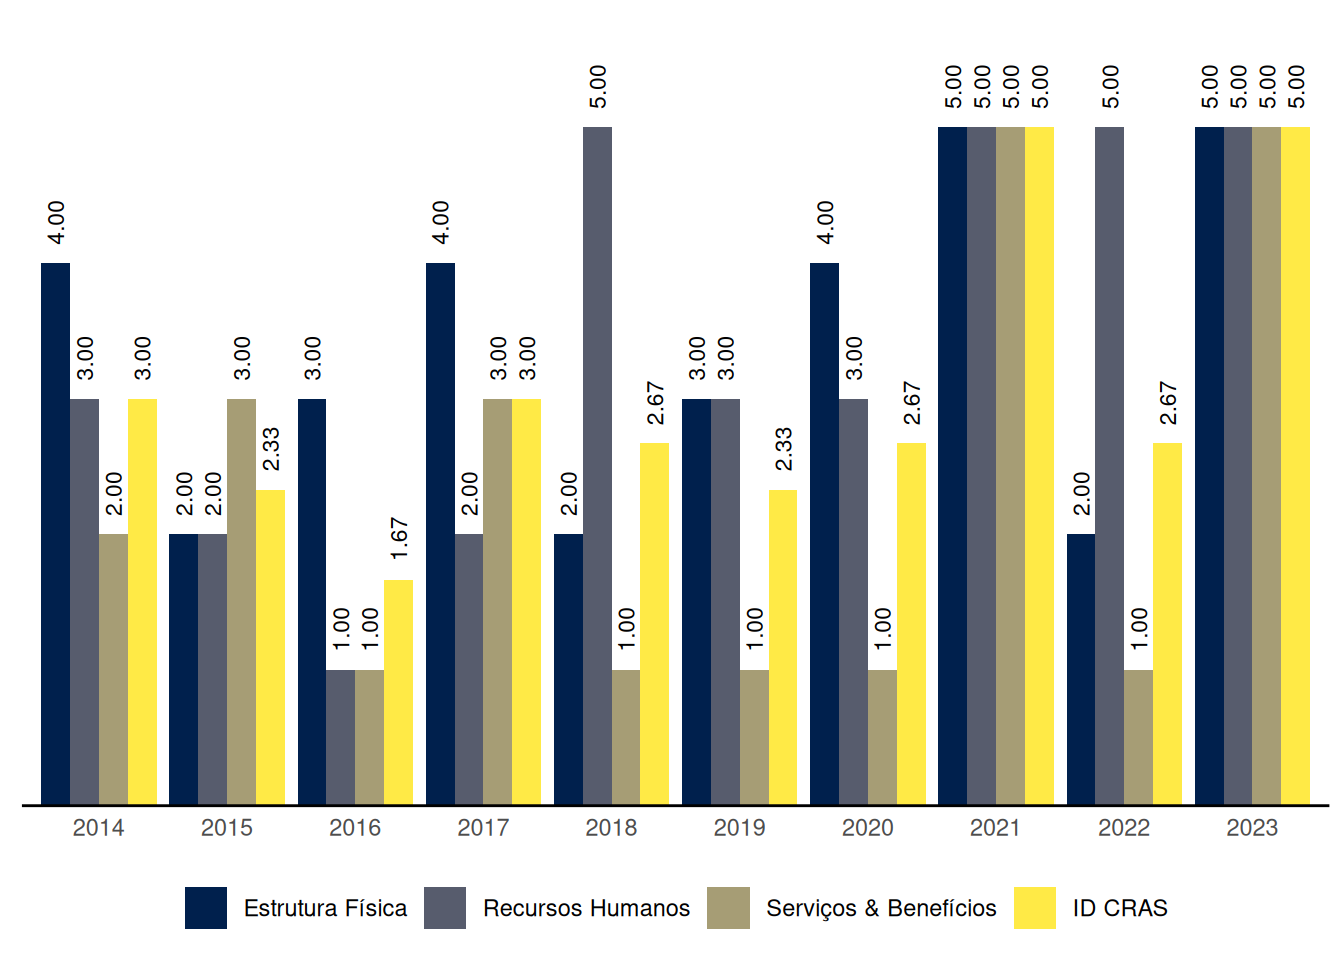 5.00 5.00 5.00 5.00 5.00 5.00 5.00 5.00 5.00 5.00
4.00 4.00 4.00
3.00 3.00 3.00 3.00 3.00 3.00 3.00 3.00 3.00
2.67 2.67 2.67
2.33 2.33
2.00 2.00 2.00 2.00 2.00 2.00
1.67
1.00 1.00 1.00 1.00 1.00 1.00
2014 2015 2016 2017 2018 2019 2020 2021 2022 2023
Estrutura Física Recursos Humanos Serviços & Benefícios ID CRAS